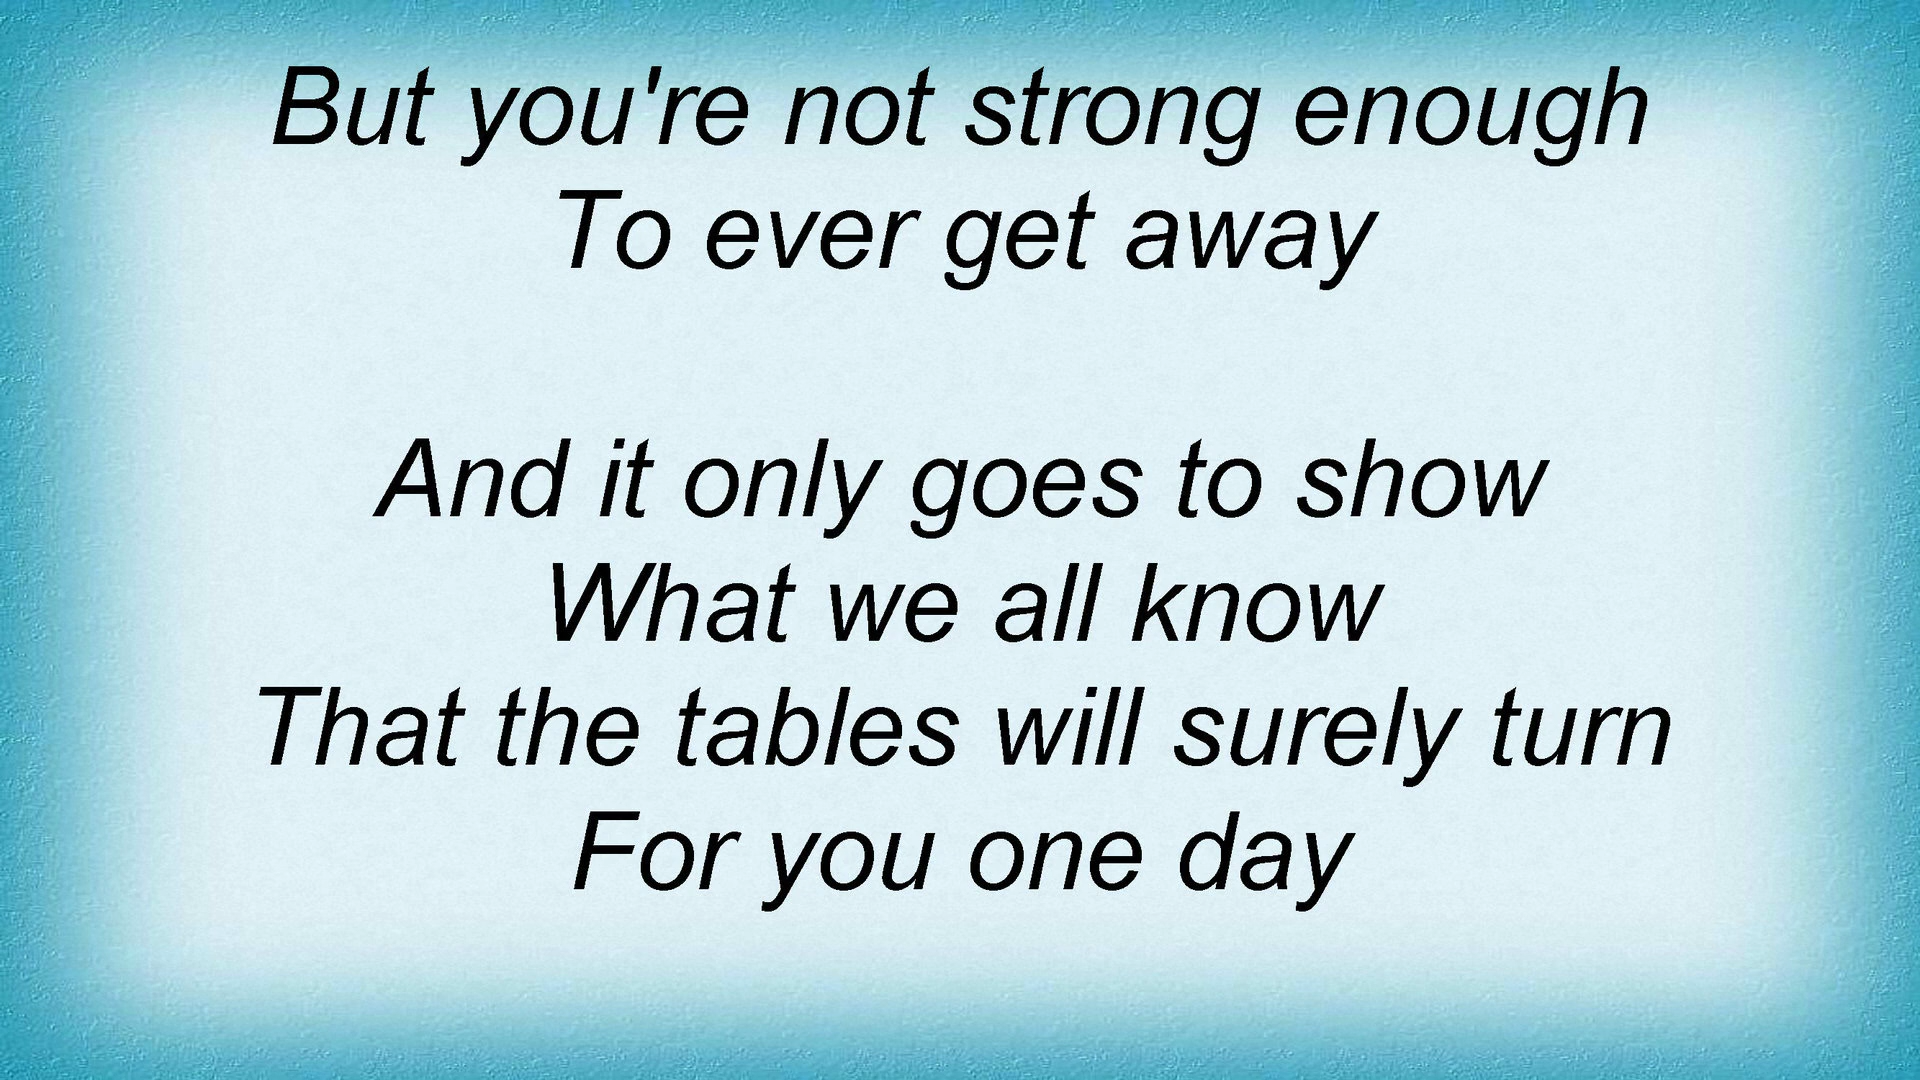 But you're not strong enough
To ever get away
And it only goes to show
What we all know
That the tables will surely turn
For you one day